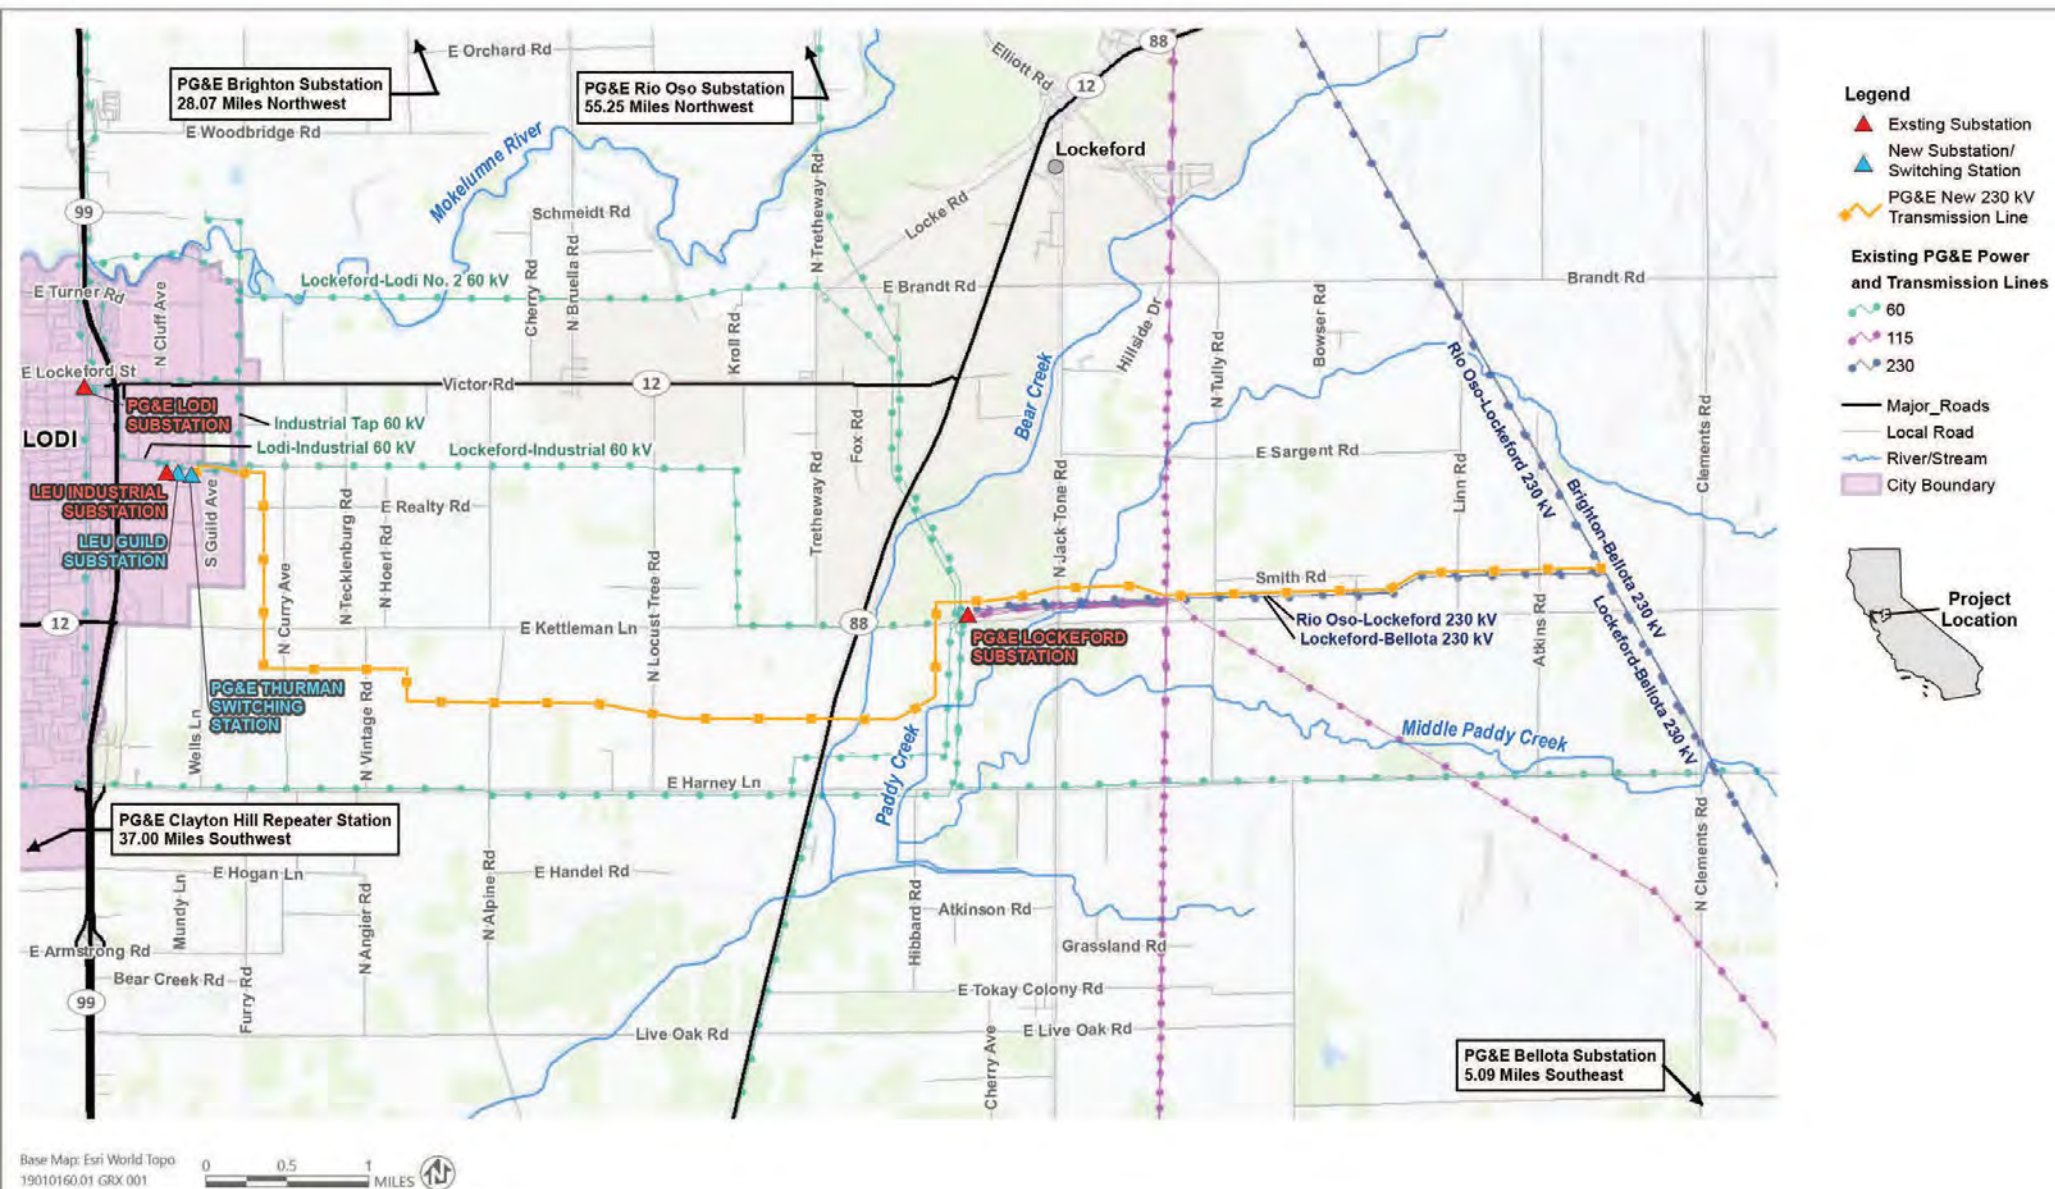 E Orchard Rd
Elliott Rd
88
12
PG&E Brighton Substation
28.07 Miles Northwest
PG&E Rio Oso Substation
55.25 Miles Northwest
E Woodbridge Rd
Mokelumne River
N Tretheway Rd
Lockeford
99
Schmeidt Rd
Locke Rd
Lockeford-Lodi No. 2 60 kV
E Brandt Rd
Brandt Rd
E Turner Rd
N Cluff Ave
Cherry Rd
N Bruella Rd
Kroll Rd
Hillside Dr
N Tully Rd
Bowser Rd
E Lockeford St
Victor Rd
12
Bear Creek
Rio Oso-Lockeford 230 kV
Clements Rd
PG&E LODI
SUBSTATION
Industrial Tap 60 kV
Fox Rd
LODI
Lodi-Industrial 60 kV
Lockeford-Industrial 60 kV
E Sargent Rd
LEU INDUSTRIAL
SUBSTATION
S Guild Ave
E Realty Rd
Tretheway Rd
N Jack Tone Rd
Linn Rd
Brighton-Bellota 230 kV
LEU GUILD
SUBSTATION
N Curry Ave
N Tecklenburg Rd
N Hoerl Rd
N Locust Tree Rd
Smith Rd
12
E Kettleman Ln
88
PG&E LOCKEFORD
SUBSTATION
Rio Oso-Lockeford 230 kV
Lockeford-Bellota 230 kV
Atkins Rd
Lockeford-Bellota 230 kV
PG&E THURMAN
SWITCHING
STATION
Wells Ln
N Vintage Rd
Paddy Creek
Middle Paddy Creek
E Harney Ln
PG&E Clayton Hill Repeater Station
37.00 Miles Southwest
E Hogan Ln
E Handel Rd
N Clements Rd
Mundy Ln
N Angier Rd
N Alpine Rd
Hibbard Rd
Atkinson Rd
E Armstrong Rd
Grassland Rd
Bear Creek Rd
Furry Rd
E Tokay Colony Rd
99
Live Oak Rd
E Live Oak Rd
Cherry Ave
PG&E Bellota Substation
5.09 Miles Southeast
Legend
Exsting Substation
New Substation/
Switching Station
PG&E New 230 kV
Transmission Line
Existing PG&E Power
and Transmission Lines
60
115
230
Major_Roads
Local Road
River/Stream
City Boundary
Project
Location
Base Map: Esri World Topo
19010160.01 GRX 001
0 0.5 1
MILES
N